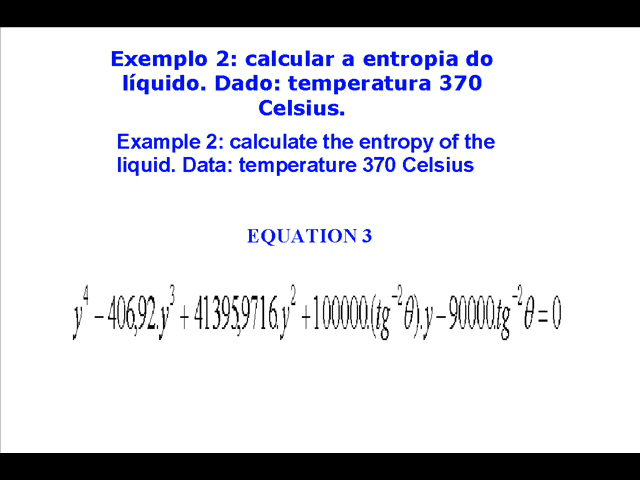 Exemplo 2: calcular a entropia do
líquido. Dado: temperatura 370
Celsius.
Example 2: calculate the entropy of the
liquid. Data: temperature 370 Celsius
EQUATION 3
y⁴ − 406,92.y³ + 41395,9716.y² + 100000.(tg⁻²θ).y − 90000.tg⁻²θ = 0